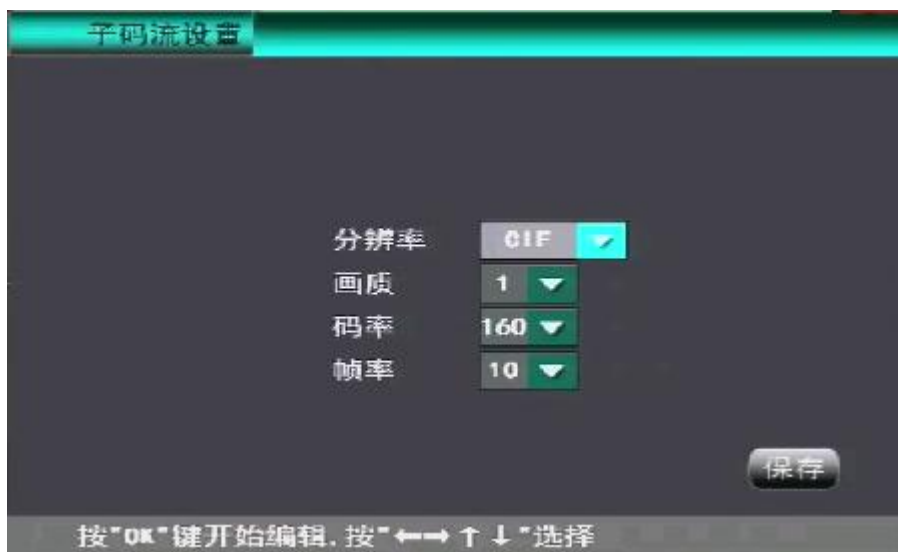 子码流设置
分辨率 CIF
画质 1
码率 160
帧率 10
保存
按"OK"键开始编辑.按"←→↑↓"选择